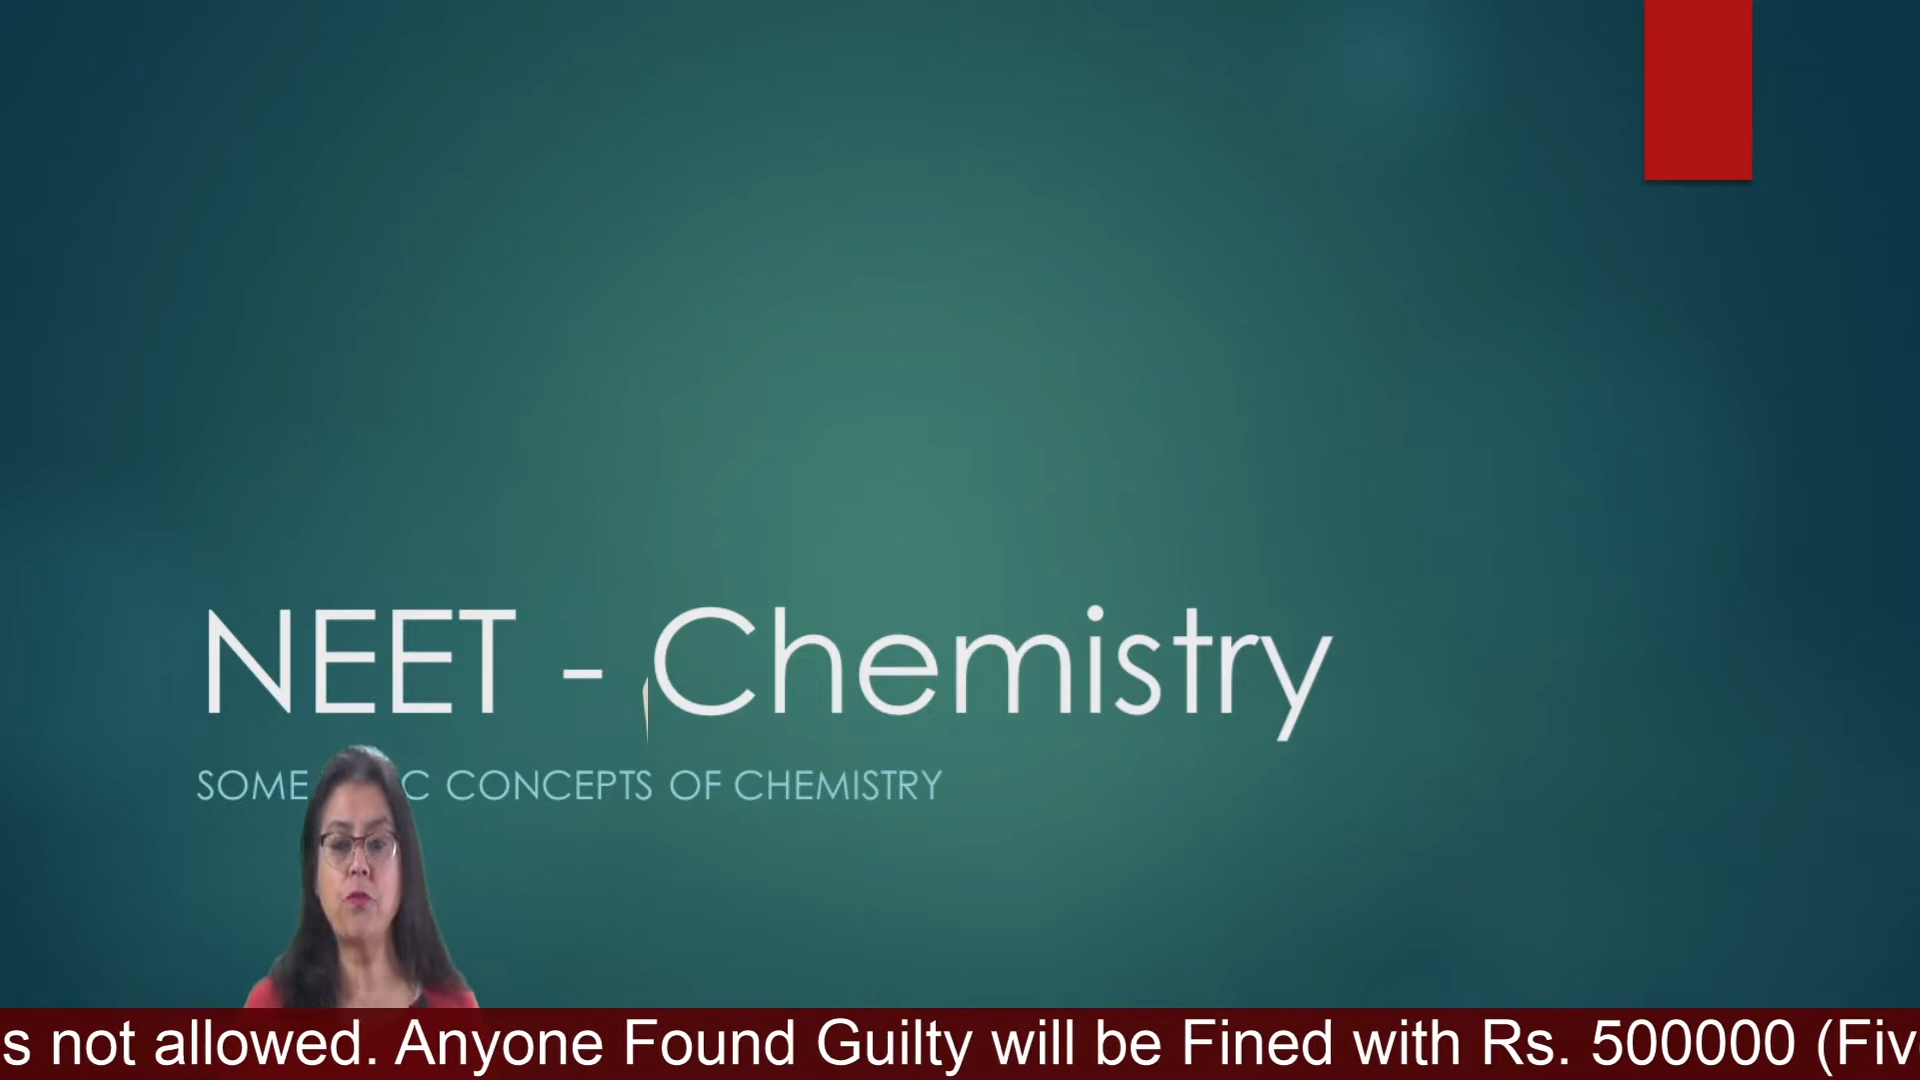 NEET - Chemistry
SOME C CONCEPTS OF CHEMISTRY
s not allowed. Anyone Found Guilty will be Fined with Rs. 500000 (Fiv